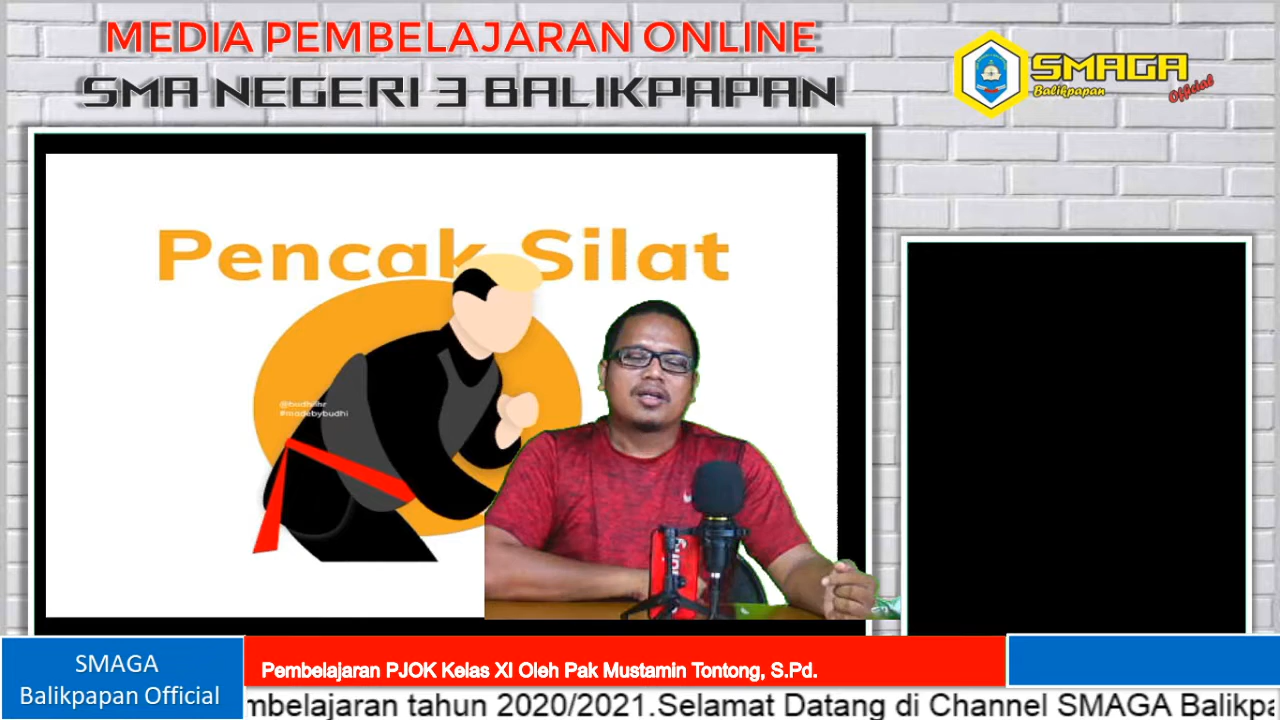 MEDIA PEMBELAJARAN ONLINE
SMA NEGERI 3 BALIKPAPAN
SMAGA
Balikpapan
Official
Pencak Silat
@budhiibr
#madebybudhi
SMAGA
Balikpapan Official
Pembelajaran PJOK Kelas XI Oleh Pak Mustamin Tontong, S.Pd.
mbelajaran tahun 2020/2021.Selamat Datang di Channel SMAGA Balikpa